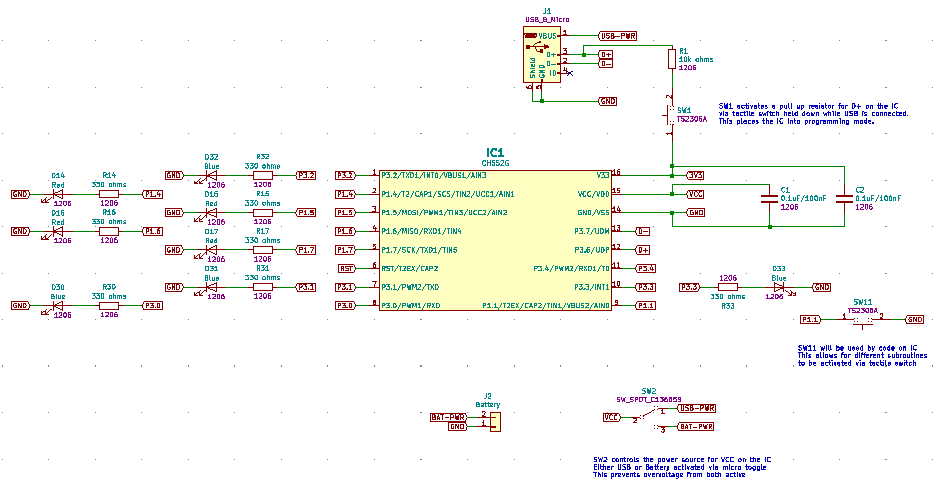 J1
USB_B_Micro
VBUS 1 USB-PWR
D+ 3 D+
D- 2 D-
ID 4
Shield GND
6 5 GND
R1
10k ohms
1206
2
SW1
TS2306A
1
SW1 activates a pull up resistor for D+ on the IC
via tactile switch held down while USB is connected.
This places the IC into programming mode.
IC1
CH552G
P3.2 1 P3.2/TXD1/INT0/VBUS1/AIN3
P1.4 2 P1.4/T2/CAP1/SCS/TIN2/UCC1/AIN1
P1.5 3 P1.5/MOSI/PWM1/TIN3/UCC2/AIN2
P1.6 4 P1.6/MISO/RXD1/TIN4
P1.7 5 P1.7/SCK/TXD1/TIN5
RST 6 RST/T2EX/CAP2
P3.1 7 P3.1/PWM2/TXD
P3.0 8 P3.0/PWM1/RXD
V33 16 3V3
VCC/VDD 15 VCC
GND/VSS 14 GND
P3.7/UDM 13 D-
P3.6/UDP 12 D+
P3.4/PWM2/RXD1/T0 11 P3.4
P3.3/INT1 10 P3.3
P1.1/T2EX/CAP2/TIN1/VBUS2/AIN0 9 P1.1
C1
0.1uF/100nF
1206
C2
0.1uF/100nF
1206
D32 R32
Blue 330 ohms
GND P3.2
1206 1206
D14 R14
Red 330 ohms
GND P1.4
1206 1206
D15 R15
Red 330 ohms
GND P1.5
1206 1206
D16 R16
Red 330 ohms
GND P1.6
1206 1206
D17 R17
Red 330 ohms
GND P1.7
1206 1206
D31 R31
Blue 330 ohms
GND P3.1
1206 1206
D30 R30
Blue 330 ohms
GND P3.0
1206 1206
D33
1206 Blue
P3.3 GND
330 ohms 1206
R33
SW11
TS2306A
P1.1 1 2 GND
SW11 will be used by code on IC
This allows for different subroutines
to be activated via tactile switch
J2
Battery
BAT-PWR 2
GND 1
SW2
SW_SPDT_C136659
1 USB-PWR
VCC 2
3 BAT-PWR
SW2 controls the power source for VCC on the IC
Either USB or Battery activated via micro toggle
This prevents overvoltage from both active